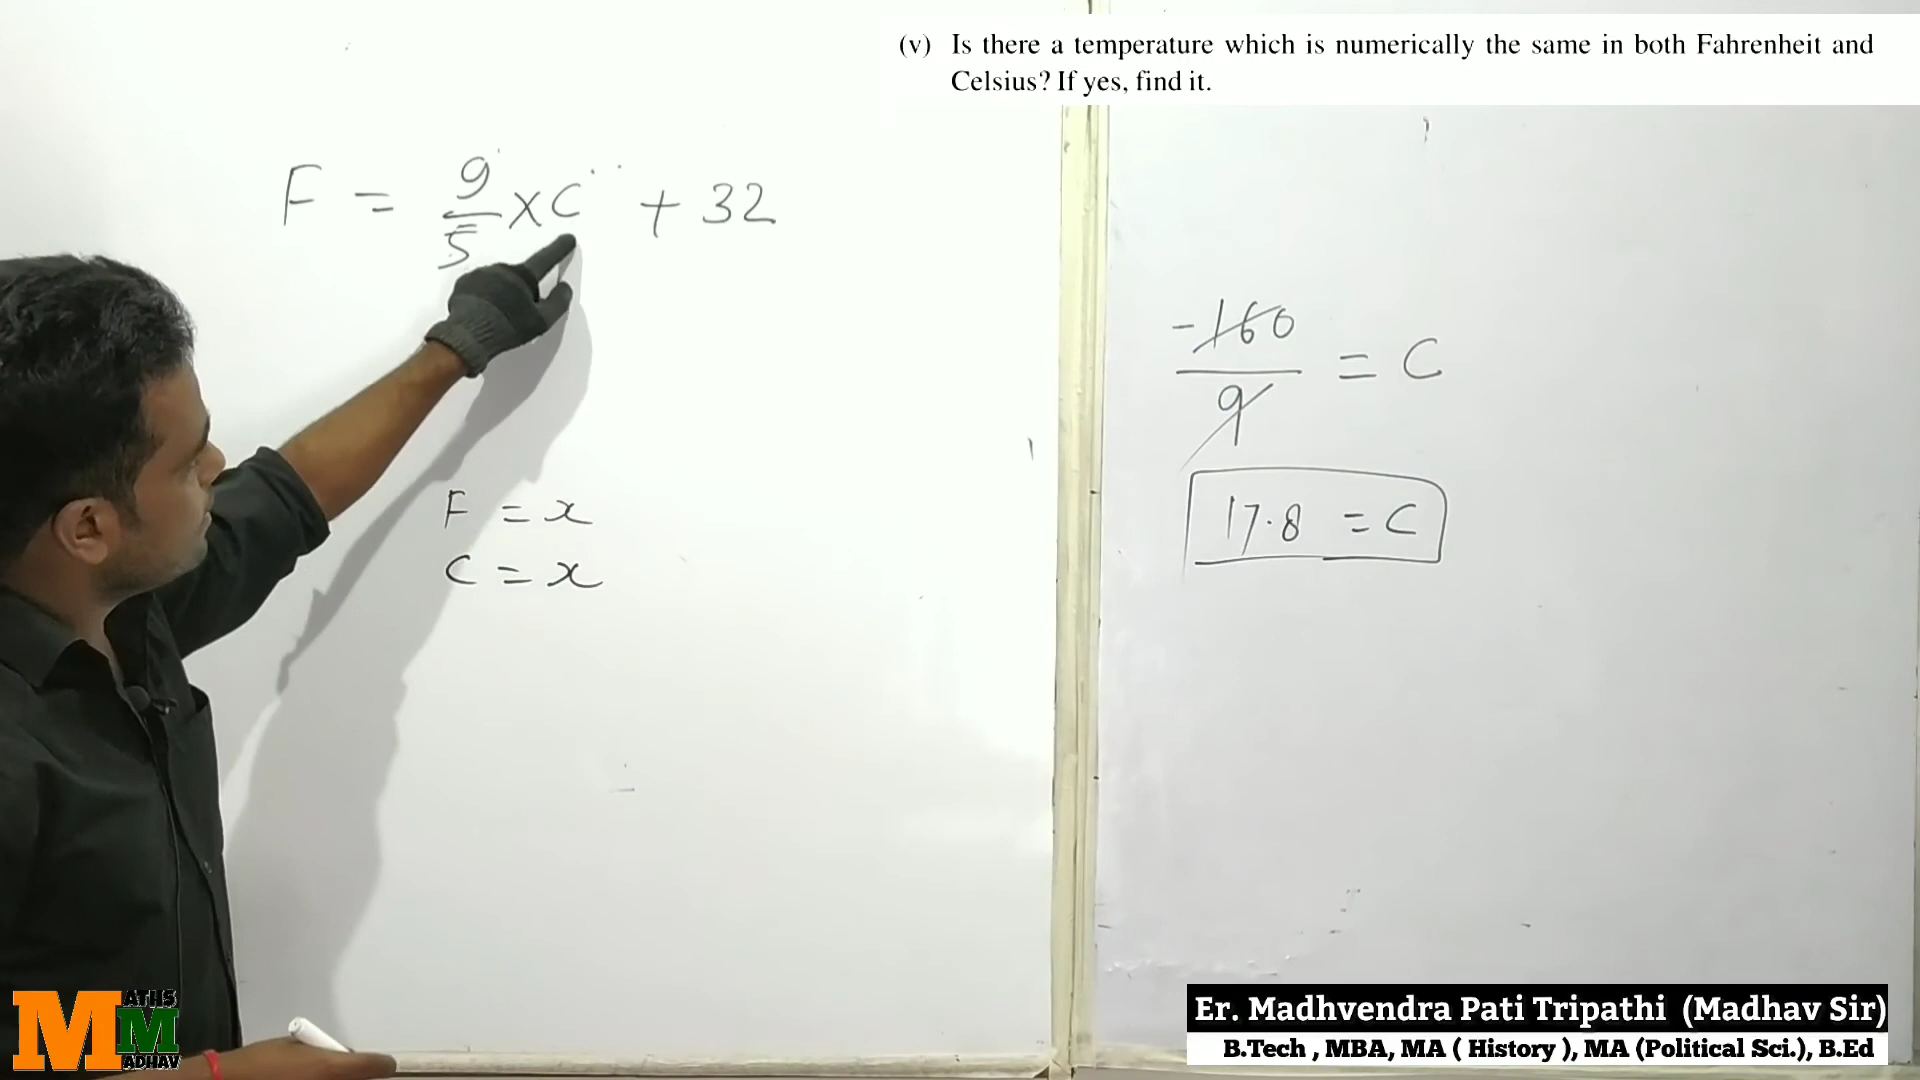 (v) Is there a temperature which is numerically the same in both Fahrenheit and
Celsius? If yes, find it.
F = 9/5 × C + 32
F = x
C = x
-160/9 = C
17.8 = C
MATHS
MADHAV
Er. Madhvendra Pati Tripathi (Madhav Sir)
B.Tech , MBA, MA ( History ), MA (Political Sci.), B.Ed